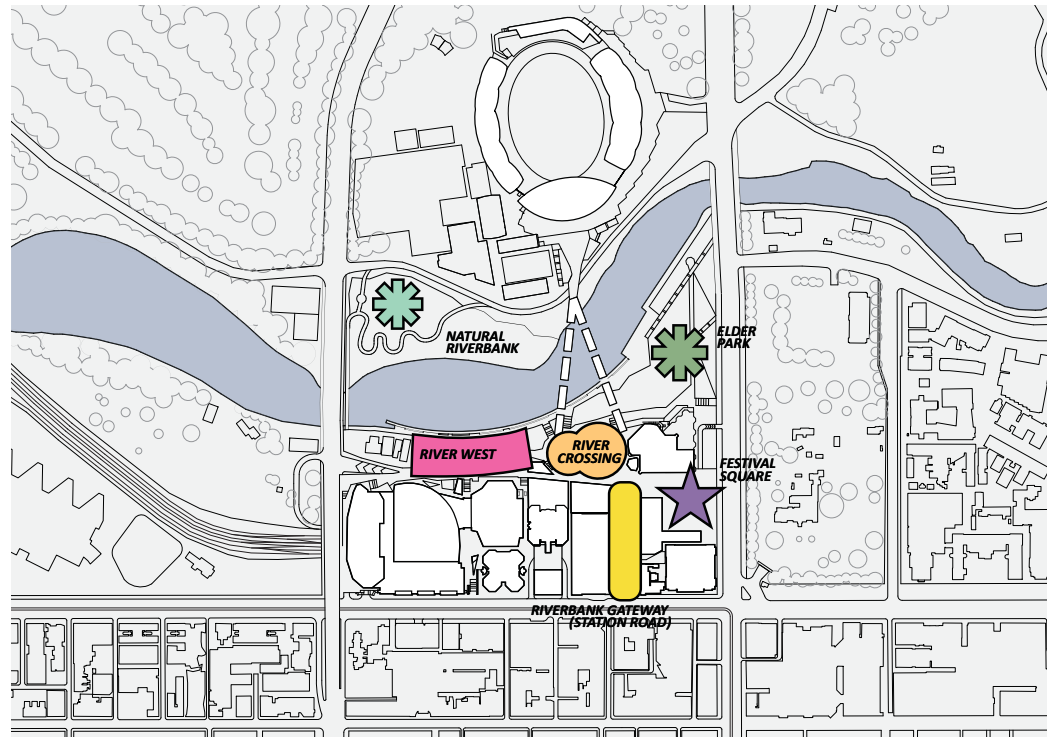 NATURAL
RIVERBANK
ELDER
PARK
RIVER WEST
RIVER
CROSSING
FESTIVAL
SQUARE
RIVERBANK GATEWAY
(STATION ROAD)